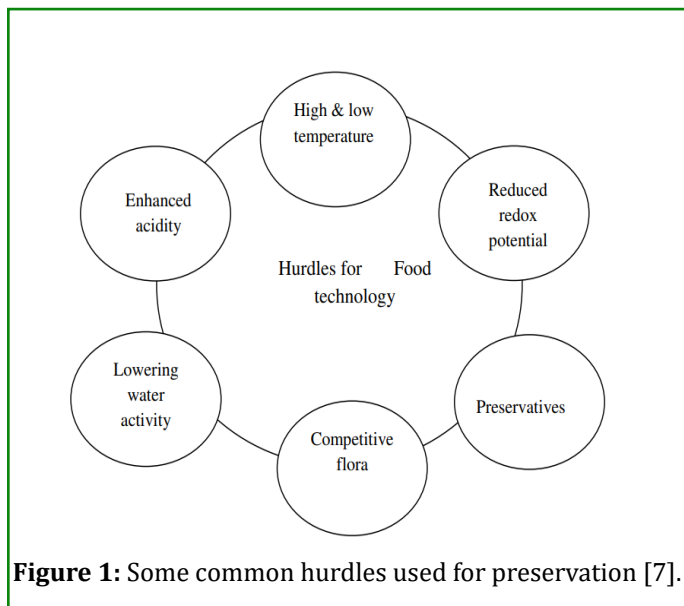 High & low
temperature
Enhanced
acidity
Reduced
redox
potential
Hurdles for Food
technology
Lowering
water
activity
Preservatives
Competitive
flora
Figure 1: Some common hurdles used for preservation [7].